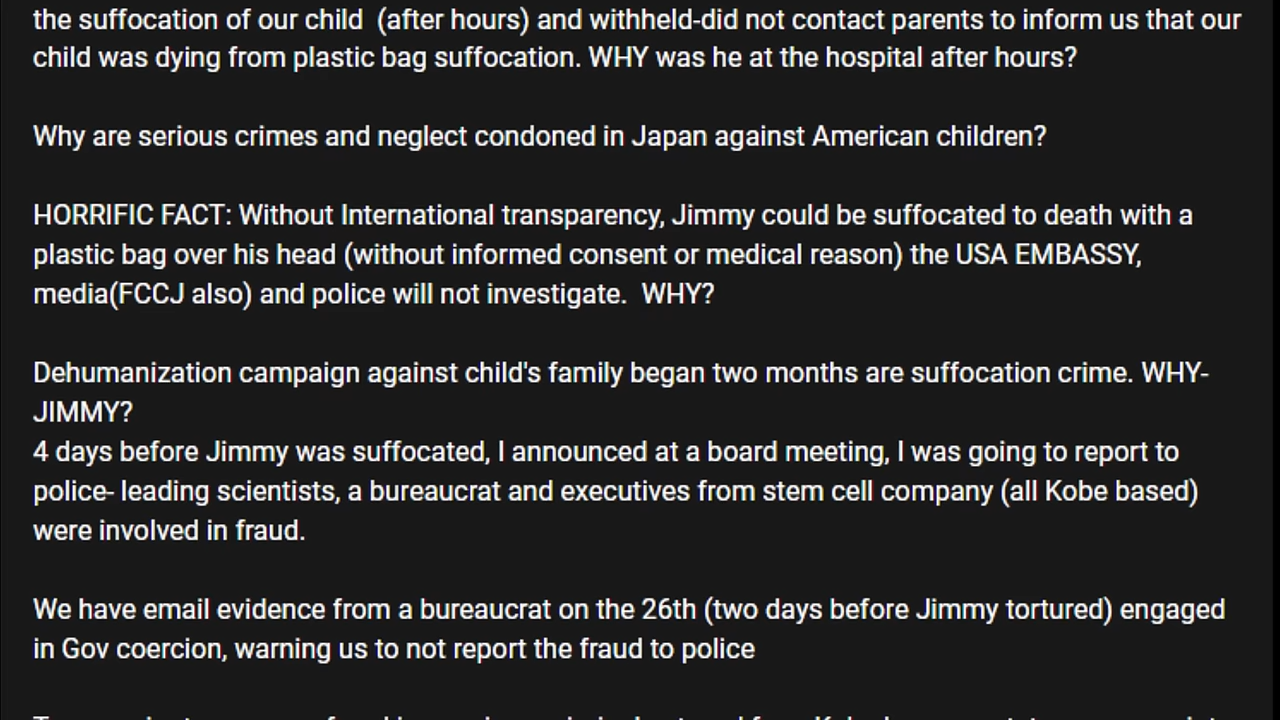 the suffocation of our child  (after hours) and withheld-did not contact parents to inform us that our
child was dying from plastic bag suffocation. WHY was he at the hospital after hours?
Why are serious crimes and neglect condoned in Japan against American children?
HORRIFIC FACT: Without International transparency, Jimmy could be suffocated to death with a
plastic bag over his head (without informed consent or medical reason) the USA EMBASSY,
media(FCCJ also) and police will not investigate.  WHY?
Dehumanization campaign against child's family began two months are suffocation crime. WHY-
JIMMY?
4 days before Jimmy was suffocated, I announced at a board meeting, I was going to report to
police- leading scientists, a bureaucrat and executives from stem cell company (all Kobe based)
were involved in fraud.
We have email evidence from a bureaucrat on the 26th (two days before Jimmy tortured) engaged
in Gov coercion, warning us to not report the fraud to police